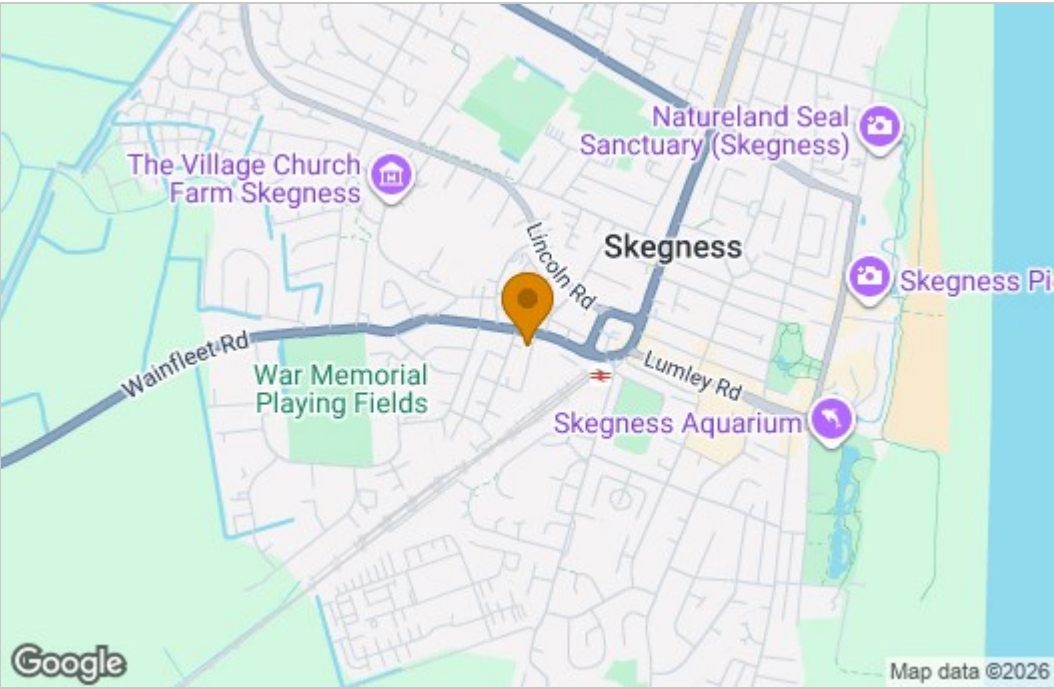 Natureland Seal
Sanctuary (Skegness)
The Village Church
Farm Skegness
Lincoln Rd
Skegness
Skegness Pi
Wainfleet Rd
War Memorial
Playing Fields
Lumley Rd
Skegness Aquarium
Google
Map data ©2026